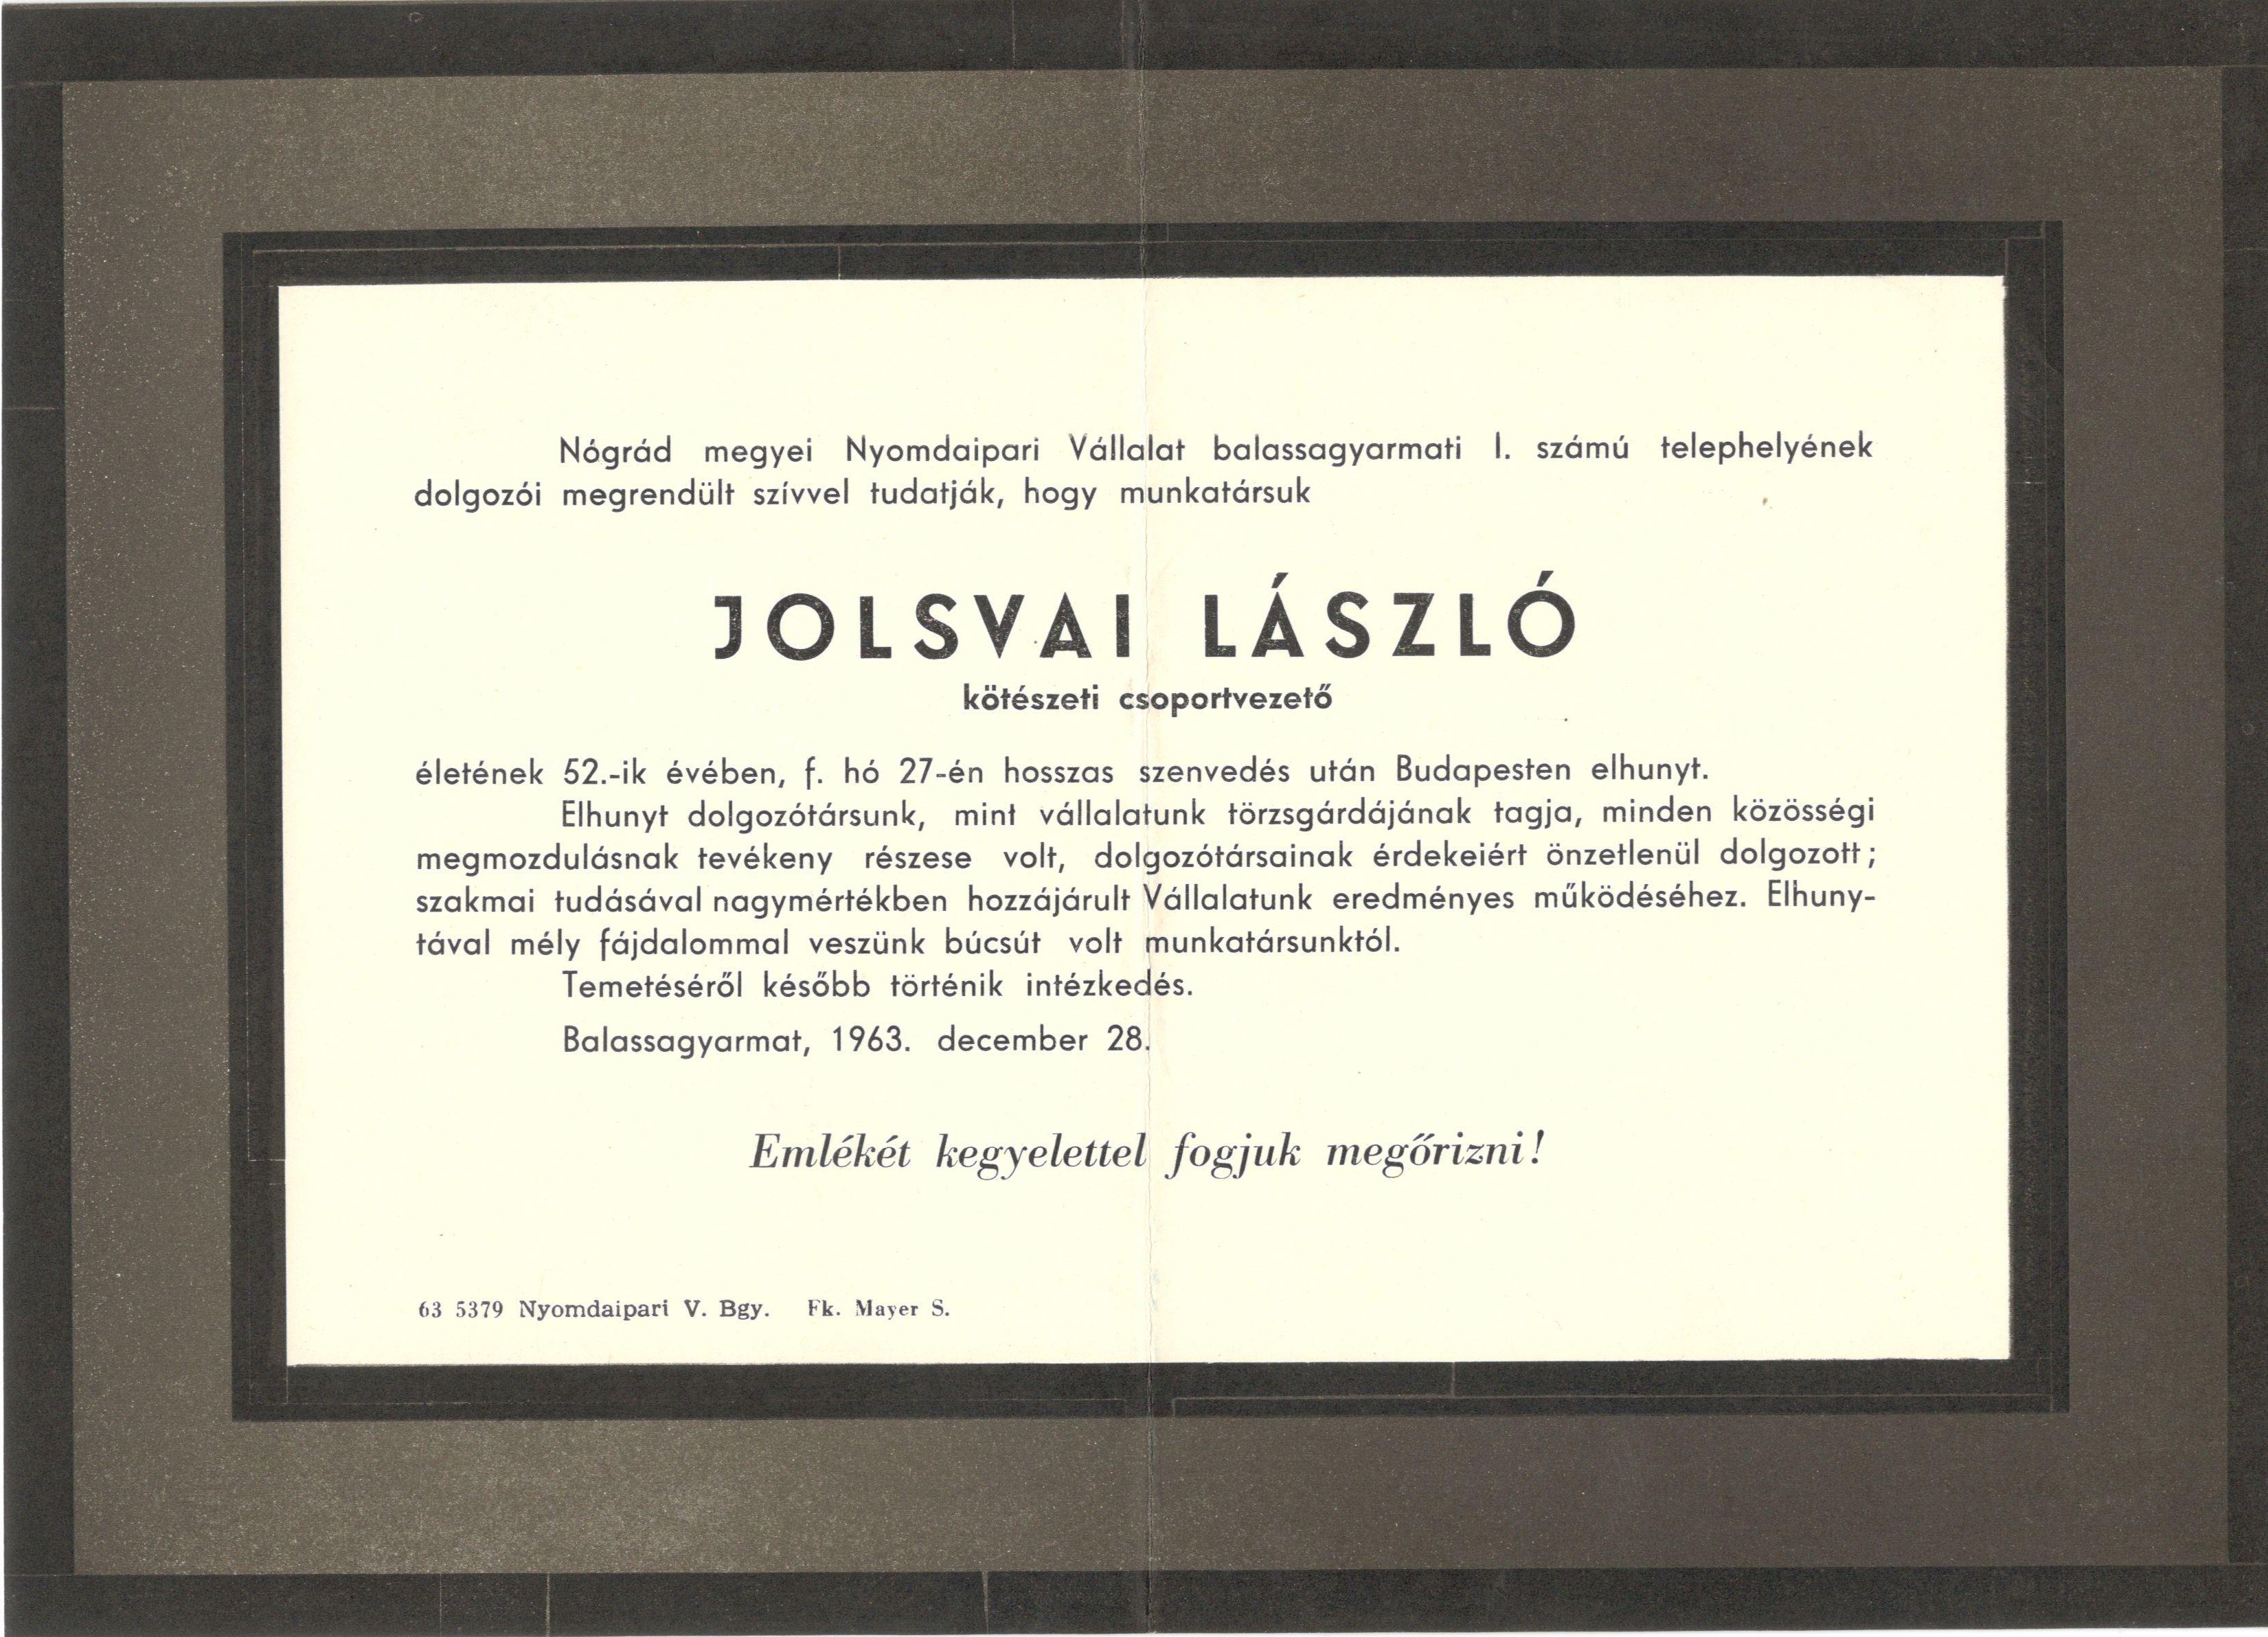 Nógrád megyei Nyomdaipari Vállalat balassagyarmati I. számú telephelyének
dolgozói megrendült szívvel tudatják, hogy munkatársuk
JOLSVAI LÁSZLÓ
kötészeti csoportvezető
életének 52.-ik évében, f. hó 27-én hosszas szenvedés után Budapesten elhunyt.
Elhunyt dolgozótársunk, mint vállalatunk törzsgárdájának tagja, minden közösségi
megmozdulásnak tevékeny részese volt, dolgozótársainak érdekeiért önzetlenül dolgozott;
szakmai tudásával nagymértékben hozzájárult Vállalatunk eredményes működéséhez. Elhuny-
tával mély fájdalommal veszünk búcsút volt munkatársunktól.
Temetéséről később történik intézkedés.
Balassagyarmat, 1963. december 28.
Emlékét kegyelettel fogjuk megőrizni!
63 5379 Nyomdaipari V. Bgy. Fk. Mayer S.